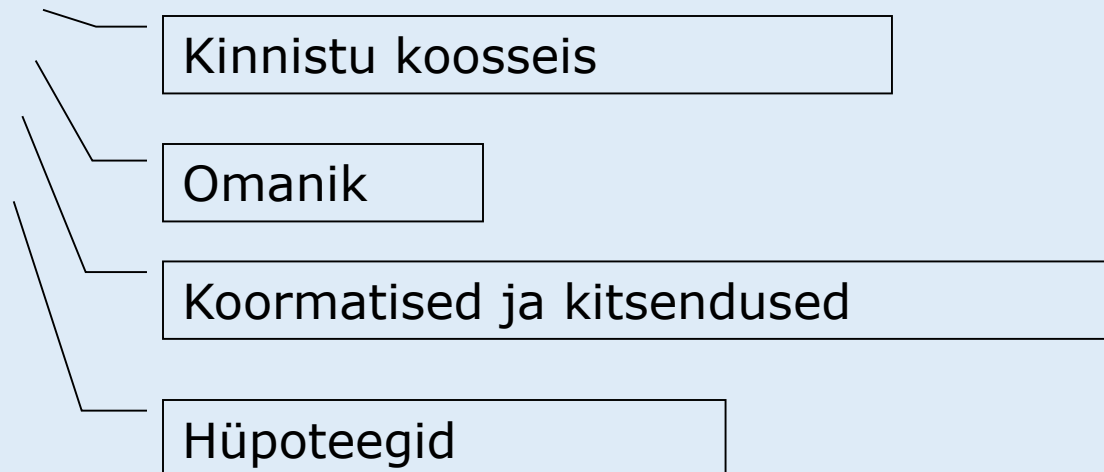 Kinnistu koosseis
Omanik
Koormatised ja kitsendused
Hüpoteegid